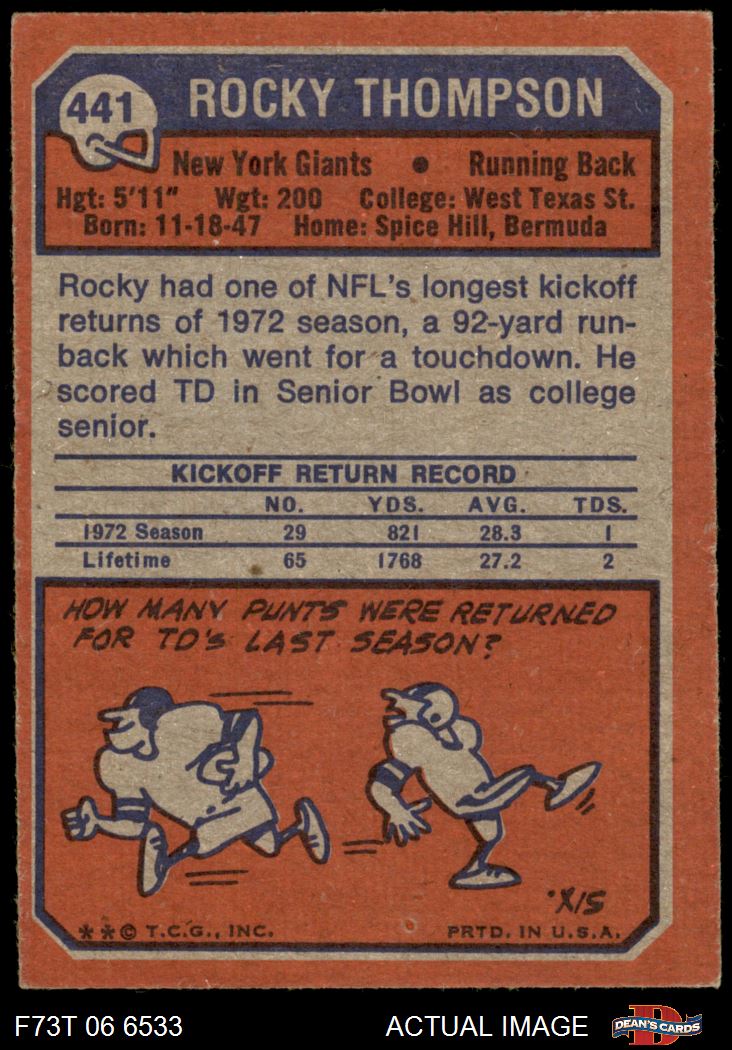 441
ROCKY THOMPSON
New York Giants • Running Back
Hgt: 5'11" Wgt: 200 College: West Texas St.
Born: 11-18-47 Home: Spice Hill, Bermuda
Rocky had one of NFL's longest kickoff
returns of 1972 season, a 92-yard run-
back which went for a touchdown. He
scored TD in Senior Bowl as college
senior.
KICKOFF RETURN RECORD
NO. YDS. AVG. TDS.
1972 Season 29 821 28.3 1
Lifetime 65 1768 27.2 2
HOW MANY PUNTS WERE RETURNED
FOR TD'S LAST SEASON?
SIX.
**© T.C.G., INC. PRTD. IN U.S.A.
F73T 06 6533 ACTUAL IMAGE
D
DEAN'S CARDS